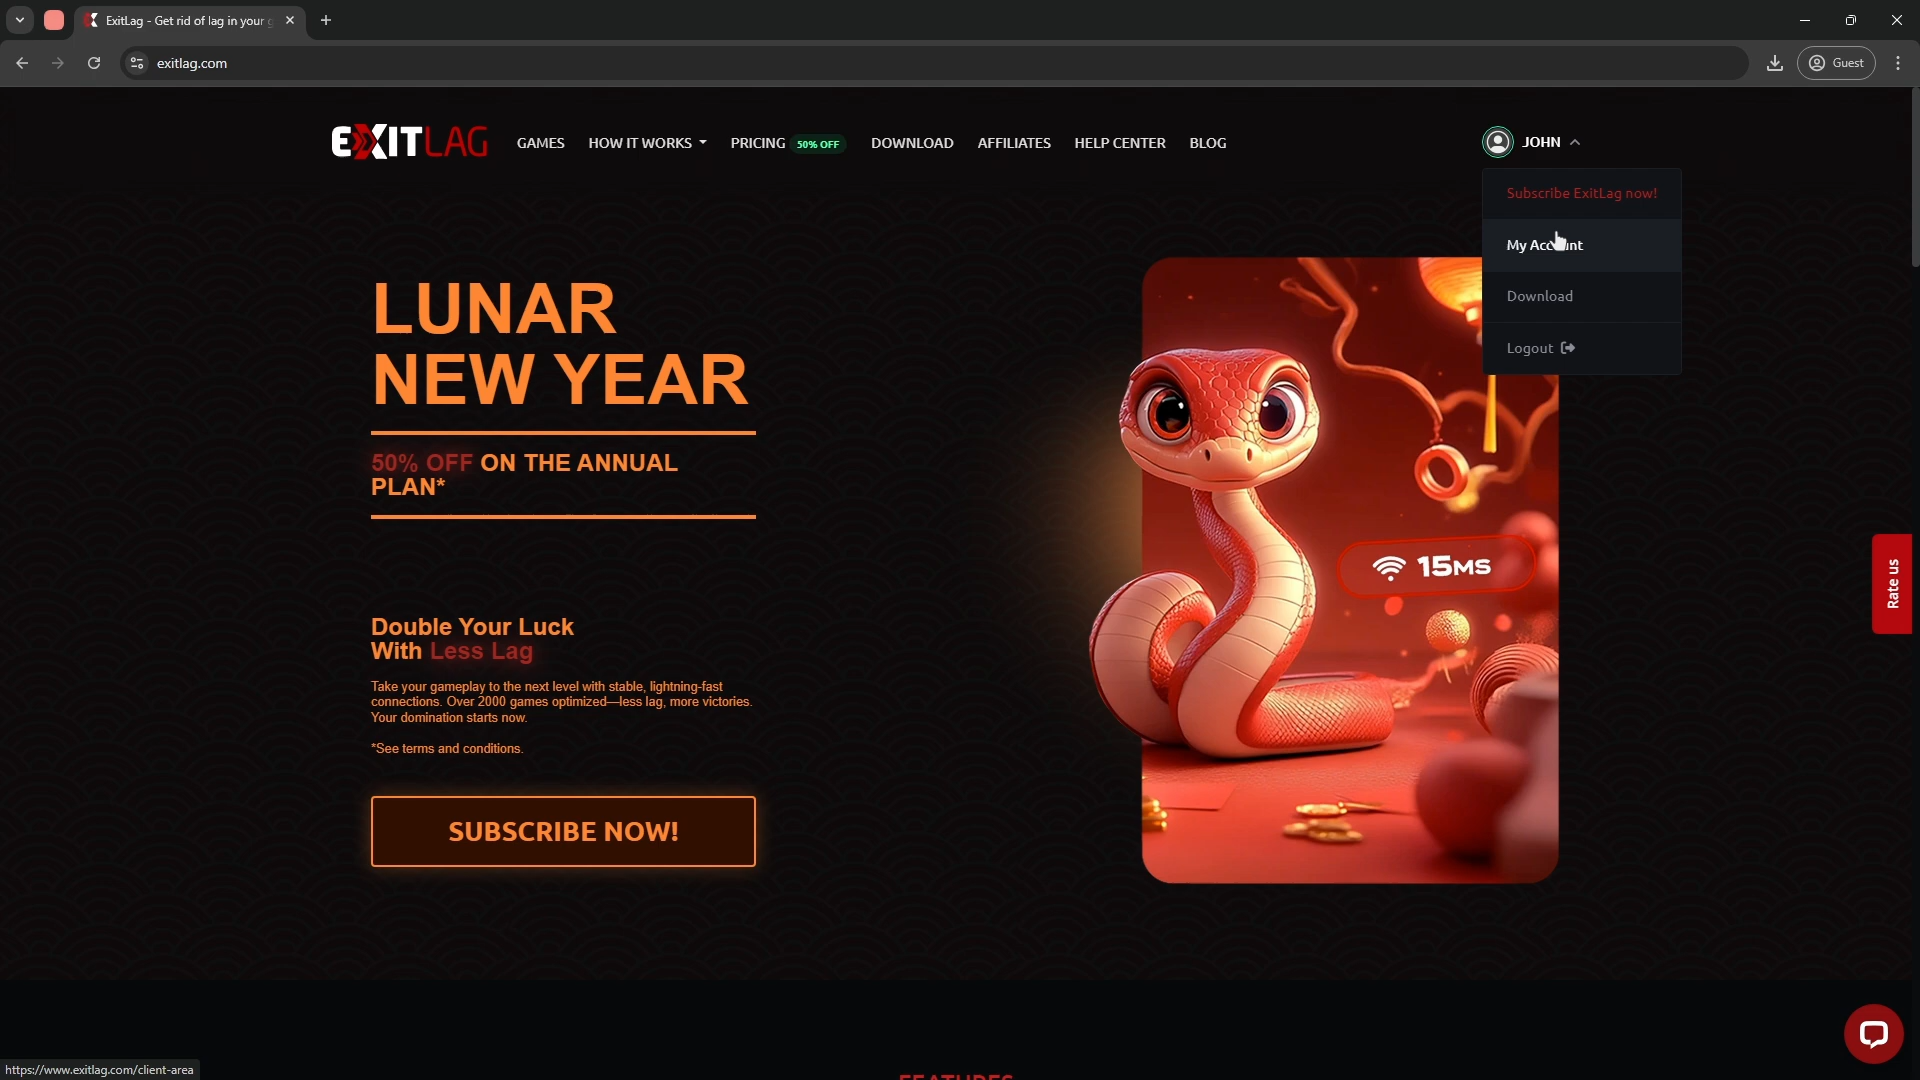 ExitLag - Get rid of lag in your g
exitlag.com
Guest
EXITLAG
GAMES
HOW IT WORKS
PRICING
50% OFF
DOWNLOAD
AFFILIATES
HELP CENTER
BLOG
JOHN
Subscribe ExitLag now!
My Account
Download
Logout
LUNAR
NEW YEAR
50% OFF ON THE ANNUAL
PLAN*
15MS
Rate us
Double Your Luck
With Less Lag
Take your gameplay to the next level with stable, lightning-fast
connections. Over 2000 games optimized—less lag, more victories.
Your domination starts now.
*See terms and conditions.
SUBSCRIBE NOW!
https://www.exitlag.com/client-area
FEATURES